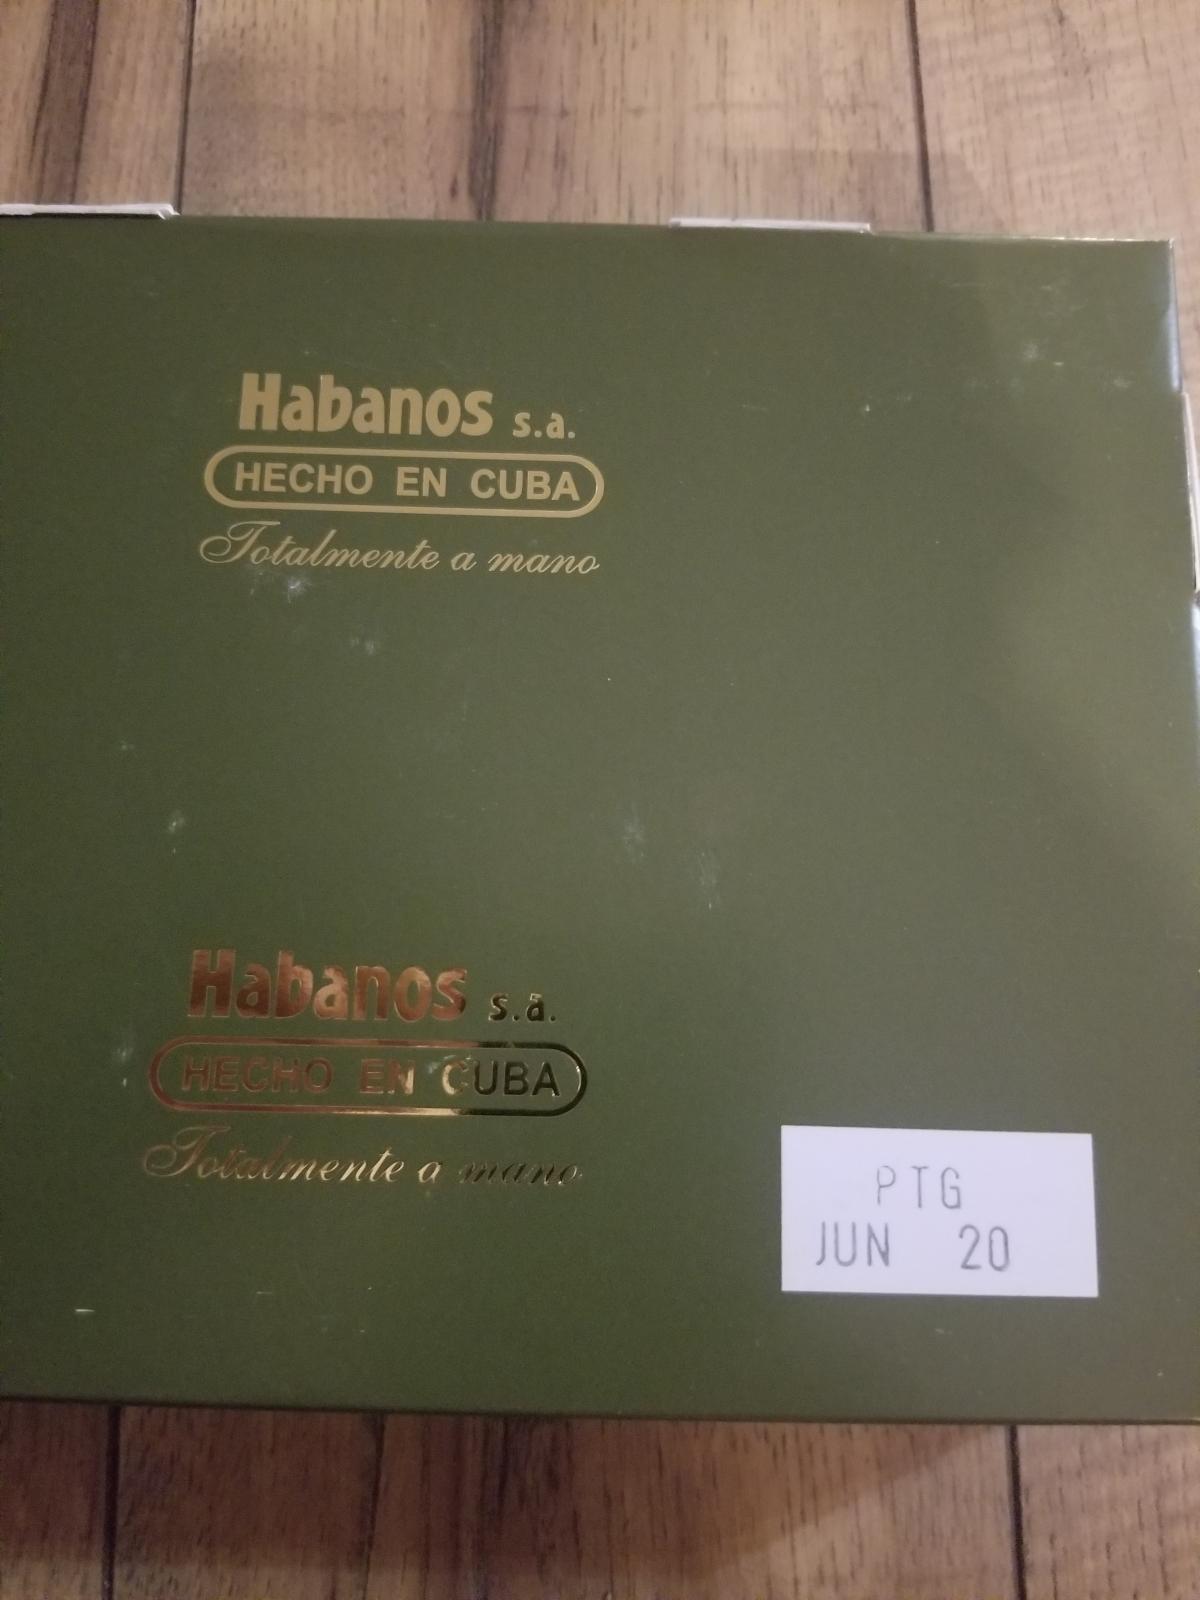 Habanos s.a.
HECHO EN CUBA
Totalmente a mano
Habanos s.a.
HECHO EN CUBA
Totalmente a mano
PTG
JUN 20